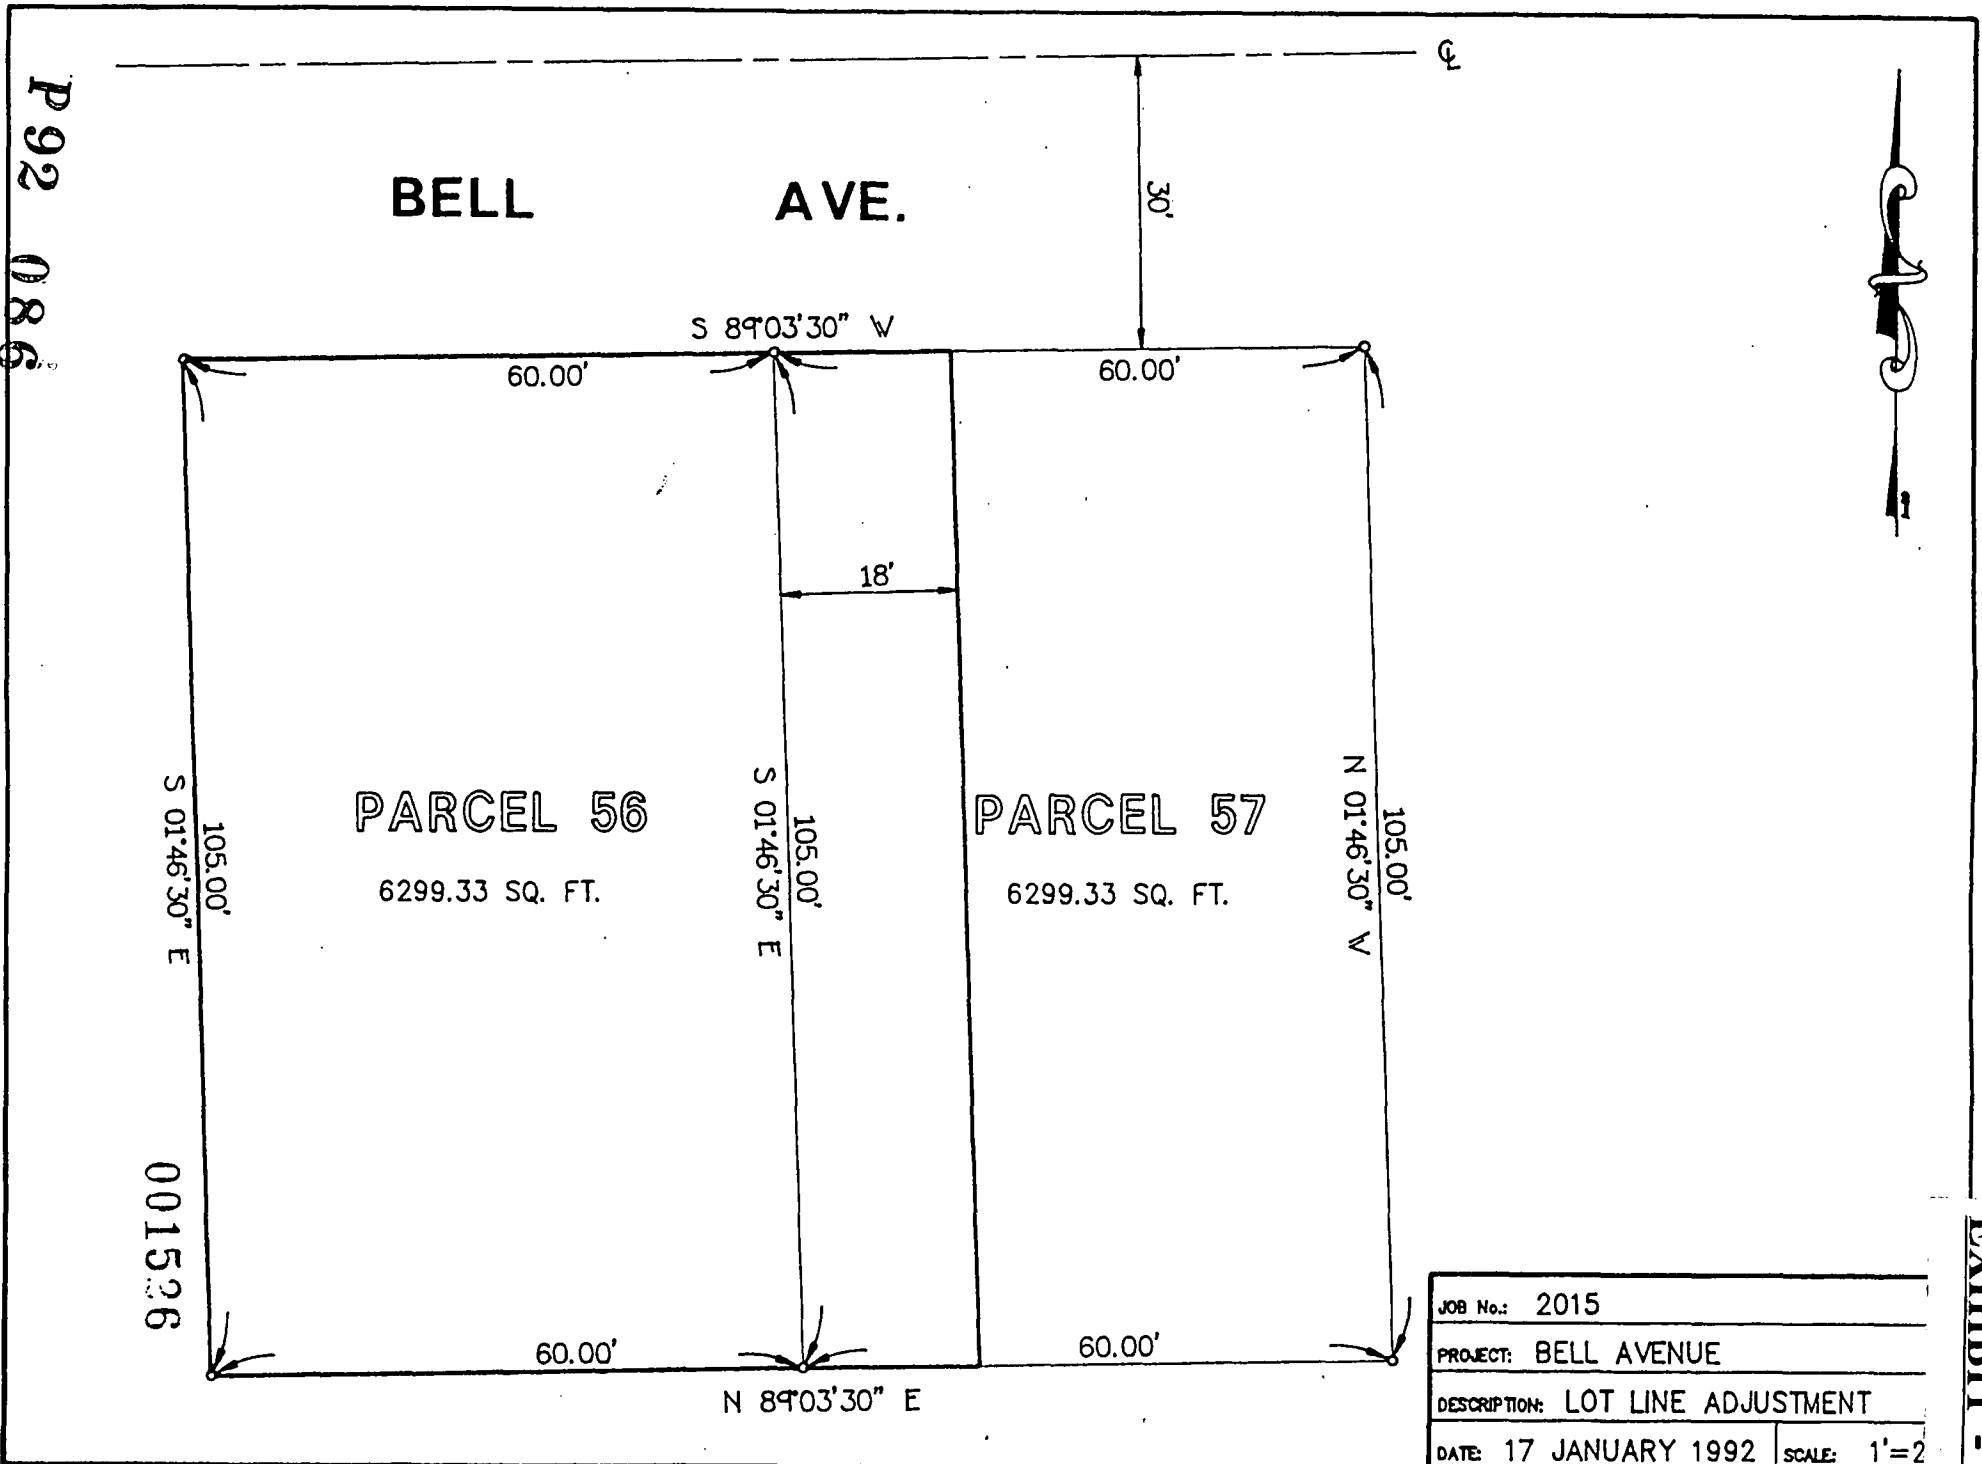 P92 086
℄
BELL AVE.
30'
S 89°03'30" W
60.00'
60.00'
18'
S 01°46'30" E
105.00'
S 01°46'30" E
105.00'
N 01°46'30" W
105.00'
PARCEL 56
6299.33 SQ. FT.
PARCEL 57
6299.33 SQ. FT.
001526
60.00'
60.00'
N 89°03'30" E
JOB No.: 2015
PROJECT: BELL AVENUE
DESCRIPTION: LOT LINE ADJUSTMENT
DATE: 17 JANUARY 1992 SCALE: 1'=2